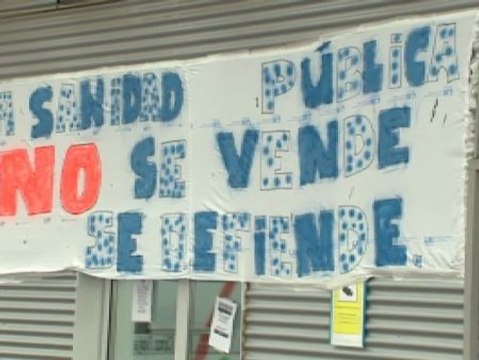 A SANIDAD PÚBLICA
NO SE VENDE
SE DEFIENDE.